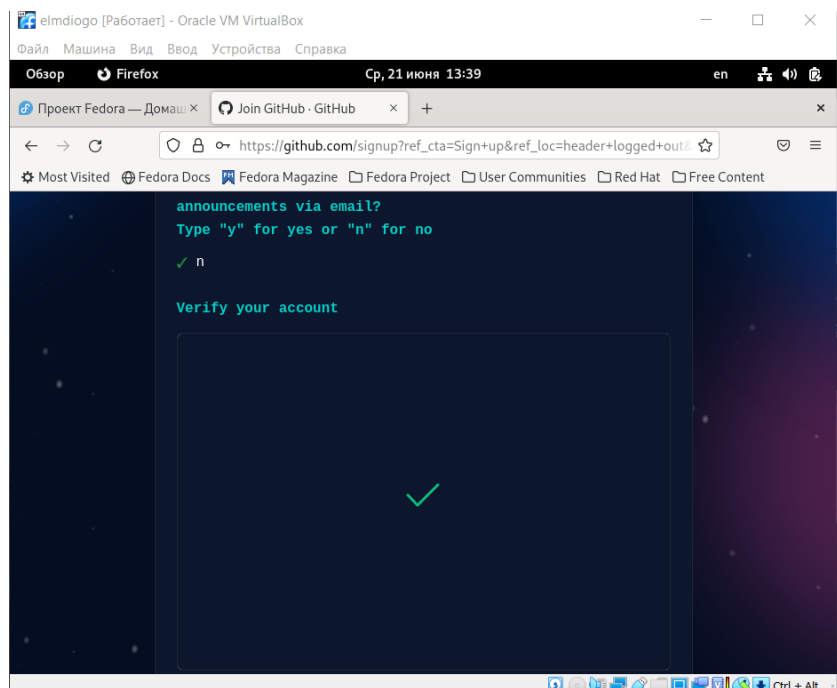 elmdiogo [Работает] - Oracle VM VirtualBox
Файл Машина Вид Ввод Устройства Справка
Обзор Firefox Ср, 21 июня 13:39 en
Проект Fedora — Домаш Join GitHub · GitHub
https://github.com/signup?ref_cta=Sign+up&ref_loc=header+logged+out&
Most Visited Fedora Docs Fedora Magazine Fedora Project User Communities Red Hat Free Content
announcements via email?
Type "y" for yes or "n" for no
✓ n
Verify your account
Ctrl + Alt